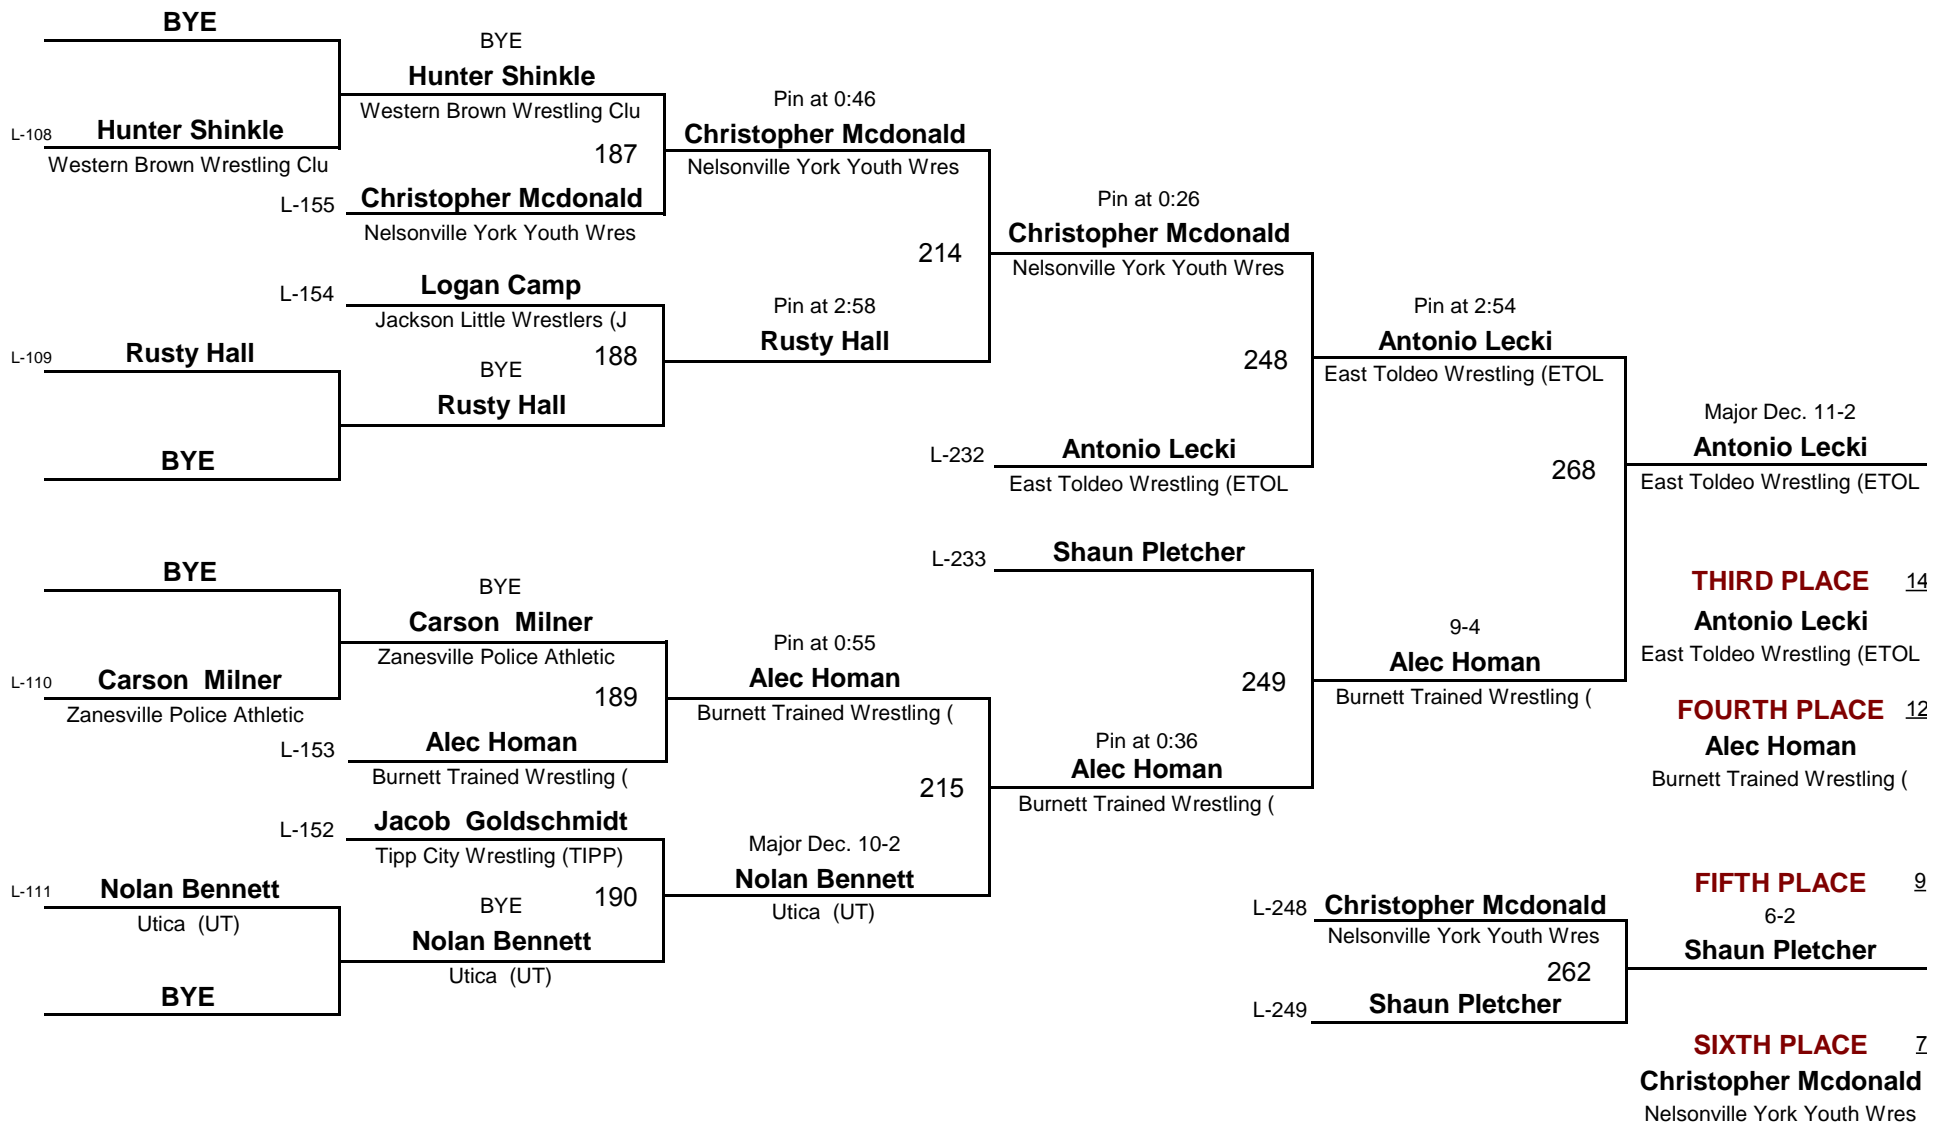 BYE
L-108 Hunter Shinkle
Western Brown Wrestling Clu
L-109 Rusty Hall
BYE
BYE
L-110 Carson  Milner
Zanesville Police Athletic
L-111 Nolan Bennett
Utica  (UT)
BYE
BYE
Hunter Shinkle
Western Brown Wrestling Clu
187
L-155 Christopher Mcdonald
Nelsonville York Youth Wres
L-154 Logan Camp
Jackson Little Wrestlers (J
188
BYE
Rusty Hall
BYE
Carson  Milner
Zanesville Police Athletic
189
L-153 Alec Homan
Burnett Trained Wrestling (
L-152 Jacob  Goldschmidt
Tipp City Wrestling (TIPP)
190
BYE
Nolan Bennett
Utica  (UT)
Pin at 0:46
Christopher Mcdonald
Nelsonville York Youth Wres
214
Pin at 2:58
Rusty Hall
Pin at 0:55
Alec Homan
Burnett Trained Wrestling (
215
Major Dec. 10-2
Nolan Bennett
Utica  (UT)
Pin at 0:26
Christopher Mcdonald
Nelsonville York Youth Wres
248
L-232 Antonio Lecki
East Toldeo Wrestling (ETOL
L-233 Shaun Pletcher
249
Pin at 0:36
Alec Homan
Burnett Trained Wrestling (
Pin at 2:54
Antonio Lecki
East Toldeo Wrestling (ETOL
268
9-4
Alec Homan
Burnett Trained Wrestling (
L-248 Christopher Mcdonald
Nelsonville York Youth Wres
262
L-249 Shaun Pletcher
Major Dec. 11-2
Antonio Lecki
East Toldeo Wrestling (ETOL
THIRD PLACE 14
Antonio Lecki
East Toldeo Wrestling (ETOL
FOURTH PLACE 12
Alec Homan
Burnett Trained Wrestling (
FIFTH PLACE 9
6-2
Shaun Pletcher
SIXTH PLACE 7
Christopher Mcdonald
Nelsonville York Youth Wres